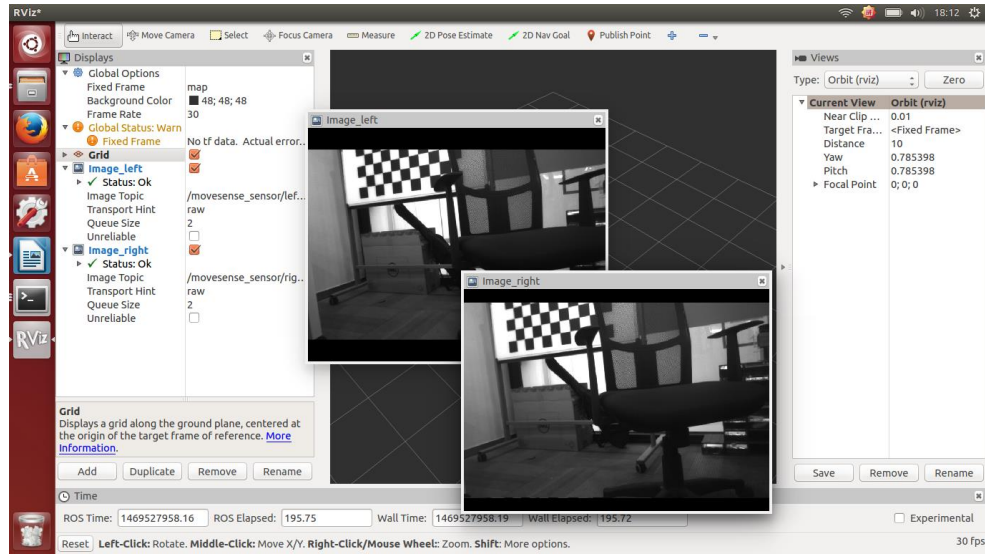 RViz*
18:12
Interact Move Camera Select Focus Camera Measure 2D Pose Estimate 2D Nav Goal Publish Point
Displays
Global Options
Fixed Frame map
Background Color 48; 48; 48
Frame Rate 30
Global Status: Warn
Fixed Frame No tf data. Actual error..
Grid
Image_left
Status: Ok
Image Topic /movesense_sensor/lef...
Transport Hint raw
Queue Size 2
Unreliable
Image_right
Status: Ok
Image Topic /movesense_sensor/rig...
Transport Hint raw
Queue Size 2
Unreliable
Grid
Displays a grid along the ground plane, centered at
the origin of the target frame of reference. More
Information.
Add Duplicate Remove Rename
Image_left
Image_right
Views
Type: Orbit (rviz) Zero
Current View Orbit (rviz)
Near Clip ... 0.01
Target Fra... <Fixed Frame>
Distance 10
Yaw 0.785398
Pitch 0.785398
Focal Point 0; 0; 0
Save Remove Rename
Time
ROS Time: 1469527958.16 ROS Elapsed: 195.75 Wall Time: 1469527958.19 Wall Elapsed: 195.72 Experimental
Reset Left-Click: Rotate. Middle-Click: Move X/Y. Right-Click/Mouse Wheel:: Zoom. Shift: More options. 30 fps
RViz